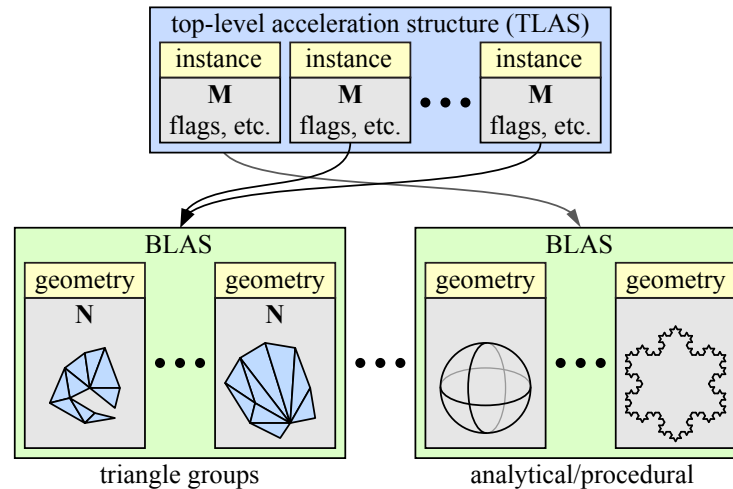 top-level acceleration structure (TLAS)
instance instance instance
M M M
flags, etc. flags, etc. flags, etc.
BLAS BLAS
geometry geometry geometry geometry
N N
triangle groups analytical/procedural